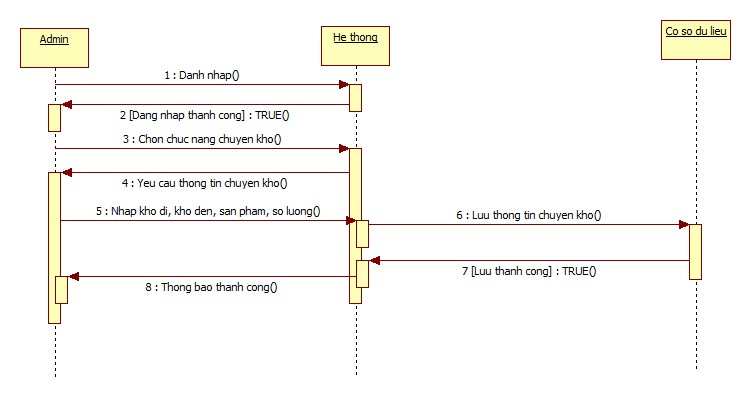 Admin
He thong
Co so du lieu
1 : Danh nhap()
2 [Dang nhap thanh cong] : TRUE()
3 : Chon chuc nang chuyen kho()
4 : Yeu cau thong tin chuyen kho()
5 : Nhap kho di, kho den, san pham, so luong()
6 : Luu thong tin chuyen kho()
7 [Luu thanh cong] : TRUE()
8 : Thong bao thanh cong()